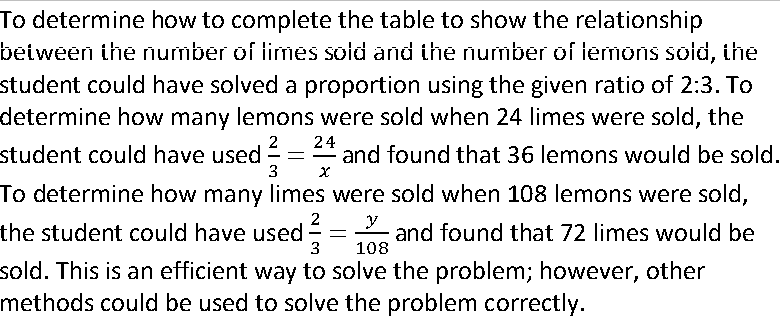 To determine how to complete the table to show the relationship
between the number of limes sold and the number of lemons sold, the
student could have solved a proportion using the given ratio of 2:3. To
determine how many lemons were sold when 24 limes were sold, the
student could have used 2/3 = 24/x and found that 36 lemons would be sold.
To determine how many limes were sold when 108 lemons were sold,
the student could have used 2/3 = y/108 and found that 72 limes would be
sold. This is an efficient way to solve the problem; however, other
methods could be used to solve the problem correctly.